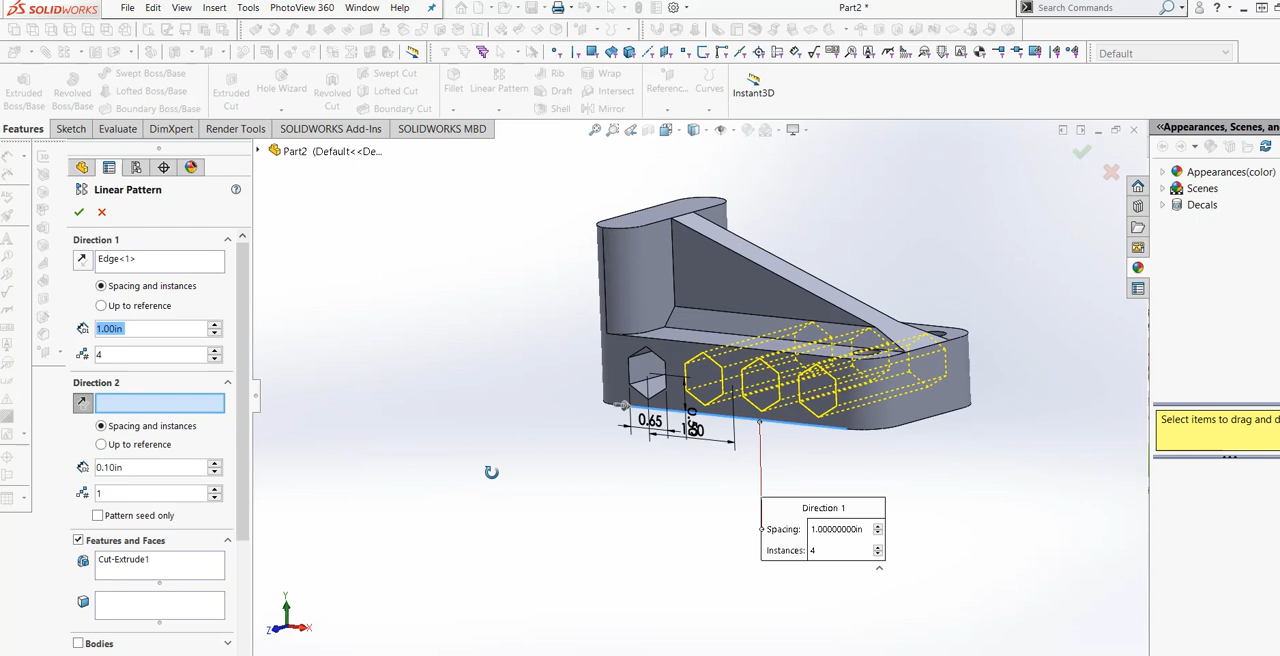 SOLIDWORKS File Edit View Insert Tools PhotoView 360 Window Help Part2 * Search Commands ?
Default
Extruded Boss/Base Revolved Boss/Base Swept Boss/Base Lofted Boss/Base Boundary Boss/Base Extruded Cut Hole Wizard Revolved Cut Swept Cut Lofted Cut Boundary Cut Fillet Linear Pattern Rib Draft Shell Wrap Intersect Mirror Referenc... Curves Instant3D
Features Sketch Evaluate DimXpert Render Tools SOLIDWORKS Add-Ins SOLIDWORKS MBD
«Appearances, Scenes, an
Part2 (Default<<De...
Linear Pattern
Direction 1
Edge<1>
Spacing and instances
Up to reference
1.00in
4
Direction 2
Spacing and instances
Up to reference
0.10in
1
Pattern seed only
Features and Faces
Cut-Extrude1
Bodies
0.65
Direction 1
Spacing: 1.00000000in
Instances: 4
Y
Z X
Appearances(color)
Scenes
Decals
Select items to drag and d